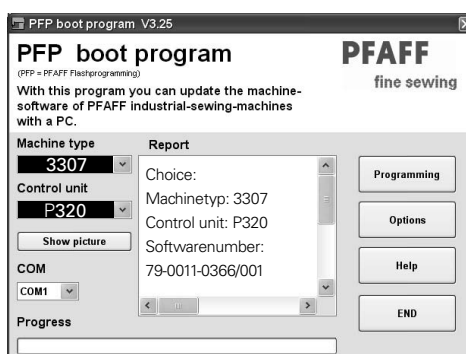 PFP boot program V3.25
PFP boot program
(PFP = PFAFF Flashprogramming)
With this program you can update the machine-
software of PFAFF industrial-sewing-machines
with a PC.
PFAFF
fine sewing
Machine type
3307
Control unit
P320
Show picture
COM
COM1
Progress
Report
Choice:
Machinetyp: 3307
Control unit: P320
Softwarenumber:
79-0011-0366/001
Programming
Options
Help
END